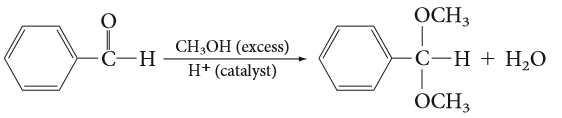 O
C—H
CH₃OH (excess)
H+ (catalyst)
OCH₃
C—H + H₂O
OCH₃